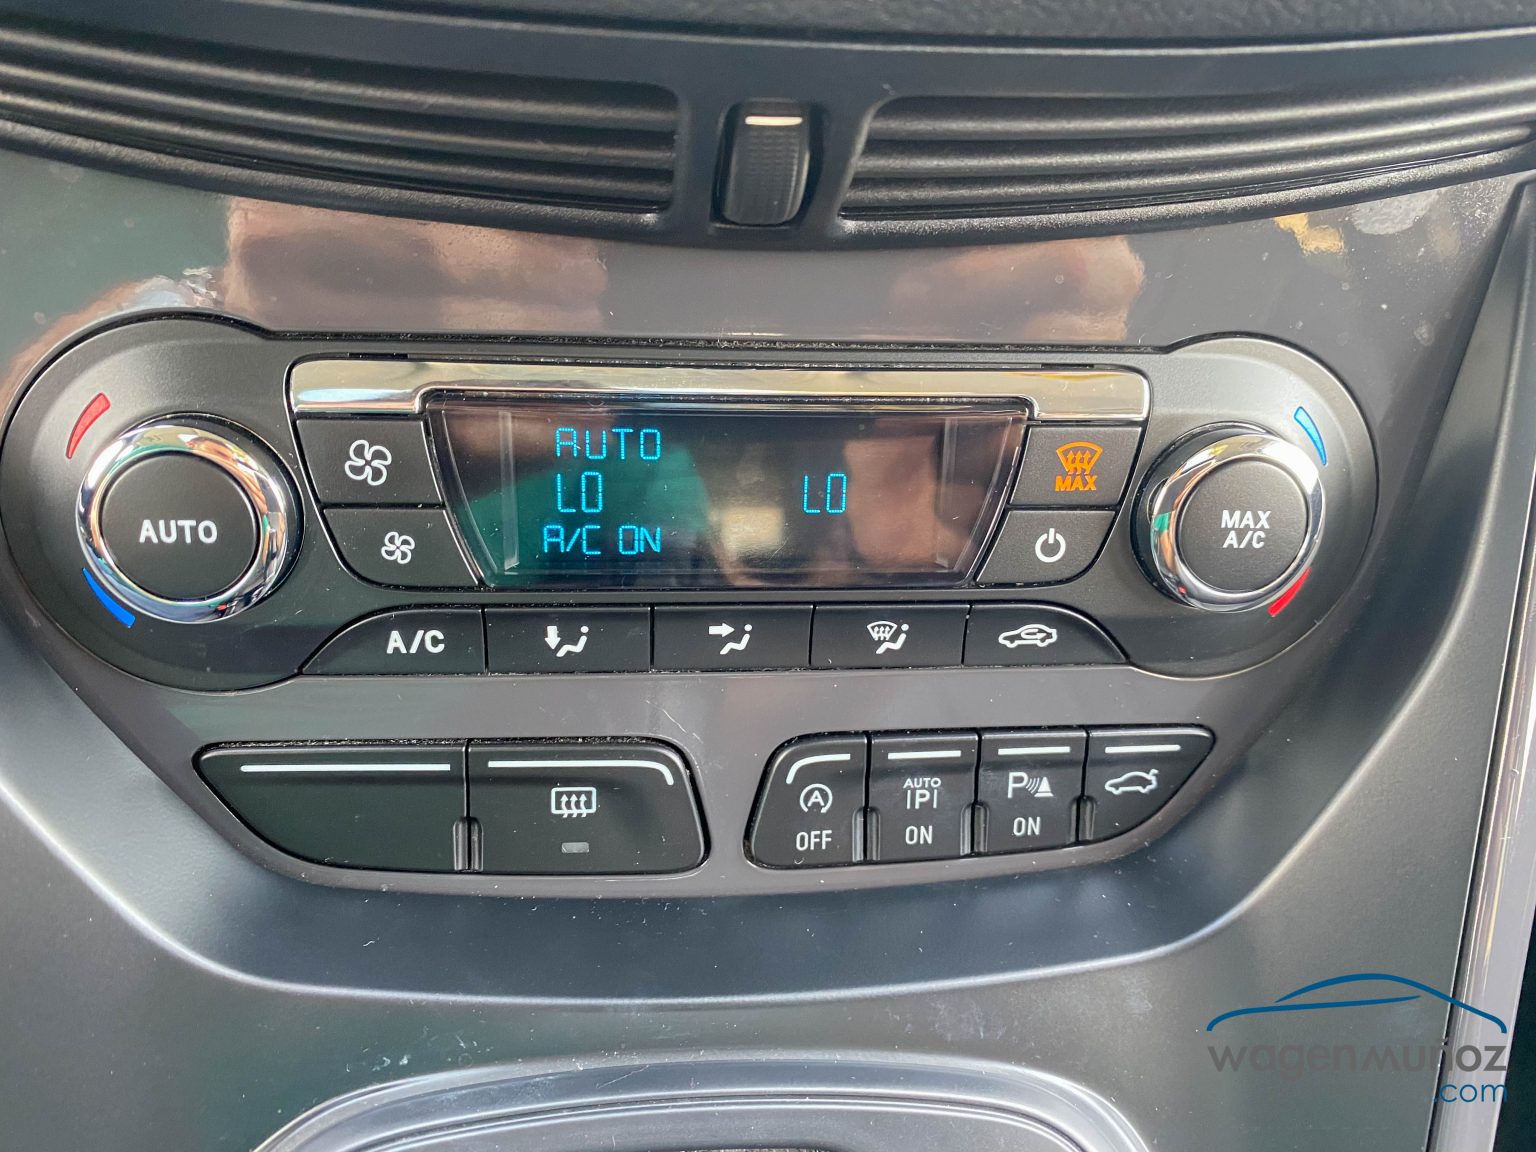 AUTO
LO LO
A/C ON
AUTO
MAX
MAX
A/C
A/C
A
OFF
AUTO
P
ON
P
ON
wagenmuñoz
.com